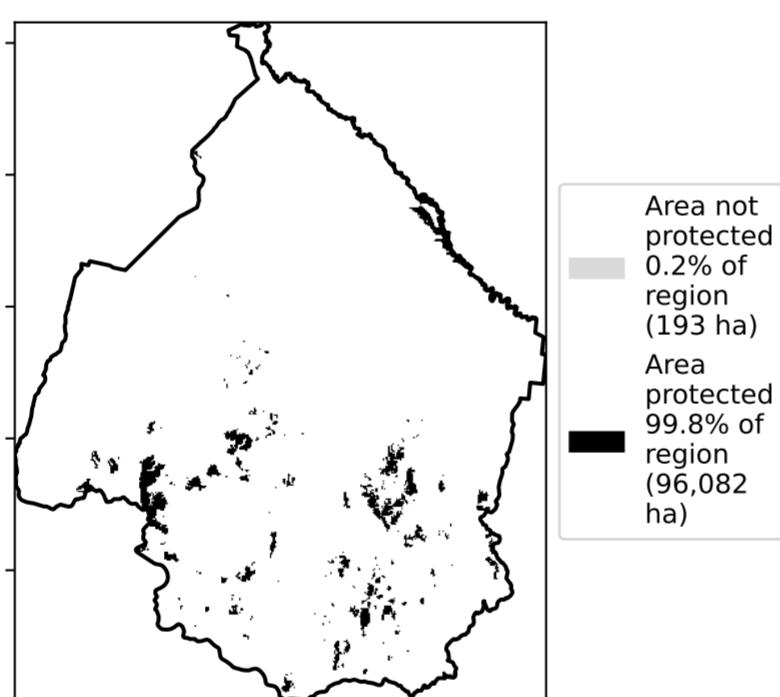 Area not
protected
0.2% of
region
(193 ha)
Area
protected
99.8% of
region
(96,082
ha)